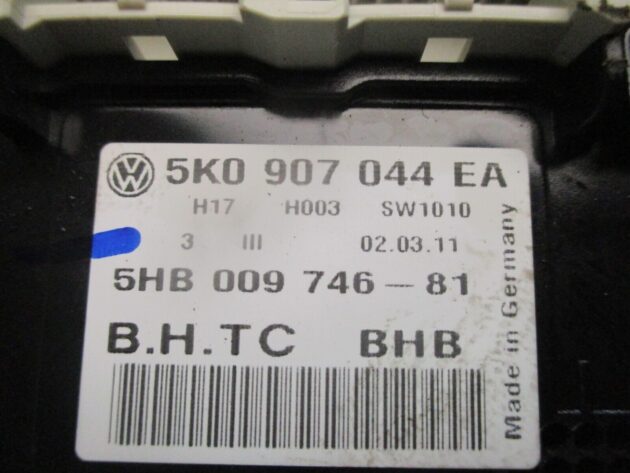 5K0 907 044 EA
H17 H003 SW1010
3 III 02.03.11
5HB 009 746-81
B.H.TC BHB
Made in Germany